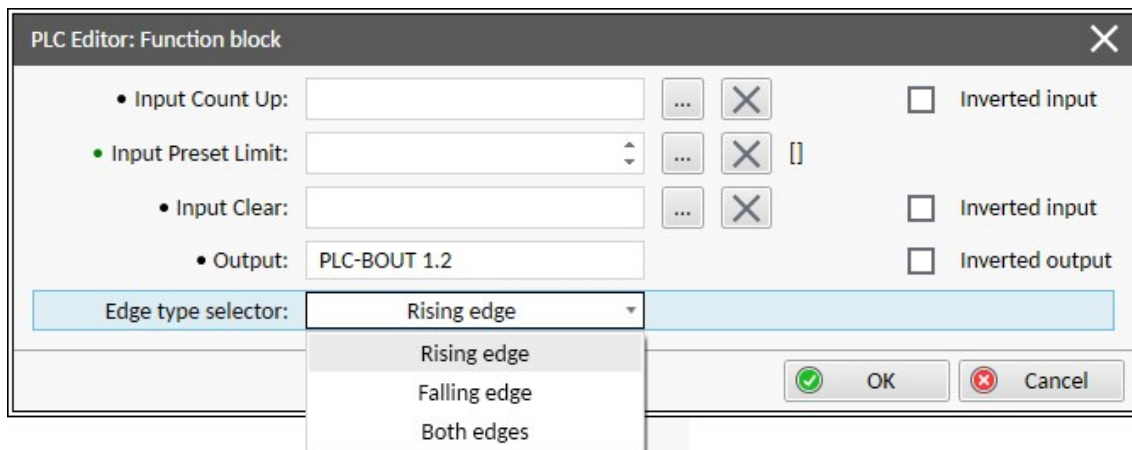 PLC Editor: Function block
• Input Count Up: ... Inverted input
• Input Preset Limit: ... []
• Input Clear: ... Inverted input
• Output: PLC-BOUT 1.2 Inverted output
Edge type selector: Rising edge
Rising edge
OK Cancel
Falling edge
Both edges